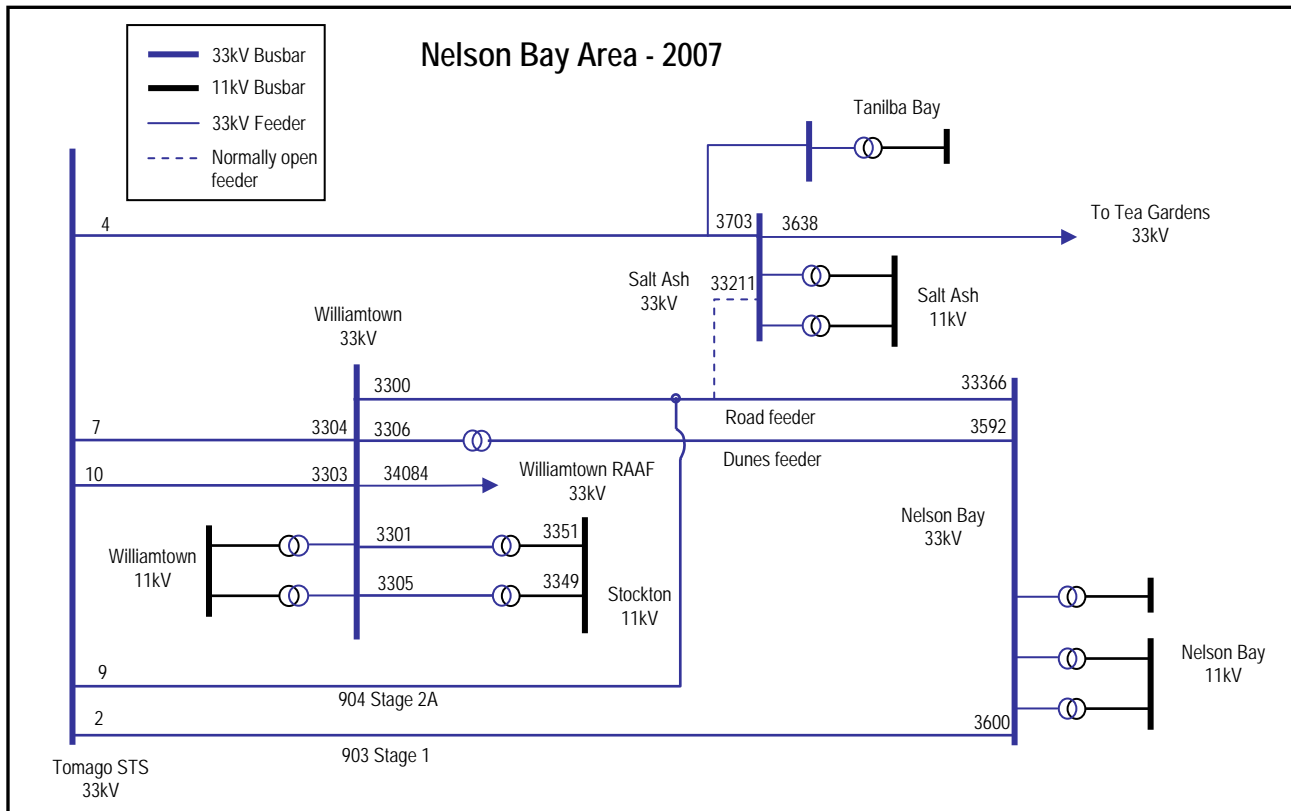 Nelson Bay Area - 2007
33kV Busbar
11kV Busbar
33kV Feeder
Normally open
feeder
Tanilba Bay
4
3703
3638
To Tea Gardens
33kV
Salt Ash
33kV
33211
Salt Ash
11kV
Williamtown
33kV
3300
33366
Road feeder
7
3304
3306
3592
Dunes feeder
10
3303
34084
Williamtown RAAF
33kV
Nelson Bay
33kV
Williamtown
11kV
3301
3351
3305
3349
Stockton
11kV
Nelson Bay
11kV
9
904 Stage 2A
2
3600
903 Stage 1
Tomago STS
33kV